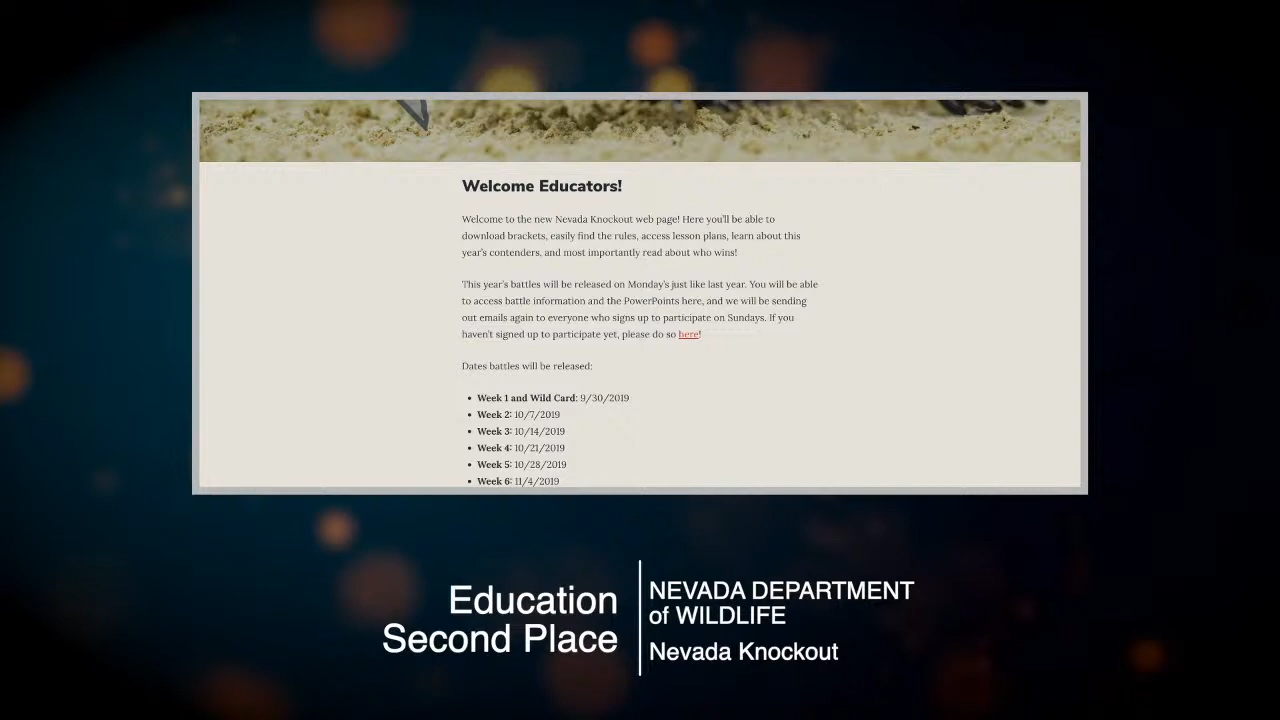 Welcome Educators!
Welcome to the new Nevada Knockout web page! Here you'll be able to
download brackets, easily find the rules, access lesson plans, learn about this
year's contenders, and most importantly read about who wins!
This year's battles will be released on Monday's just like last year. You will be able
to access battle information and the PowerPoints here, and we will be sending
out emails again to everyone who signs up to participate on Sundays. If you
haven't signed up to participate yet, please do so here!
Dates battles will be released:
• Week 1 and Wild Card: 9/30/2019
• Week 2: 10/7/2019
• Week 3: 10/14/2019
• Week 4: 10/21/2019
• Week 5: 10/28/2019
• Week 6: 11/4/2019
Education
Second Place
NEVADA DEPARTMENT
of WILDLIFE
Nevada Knockout